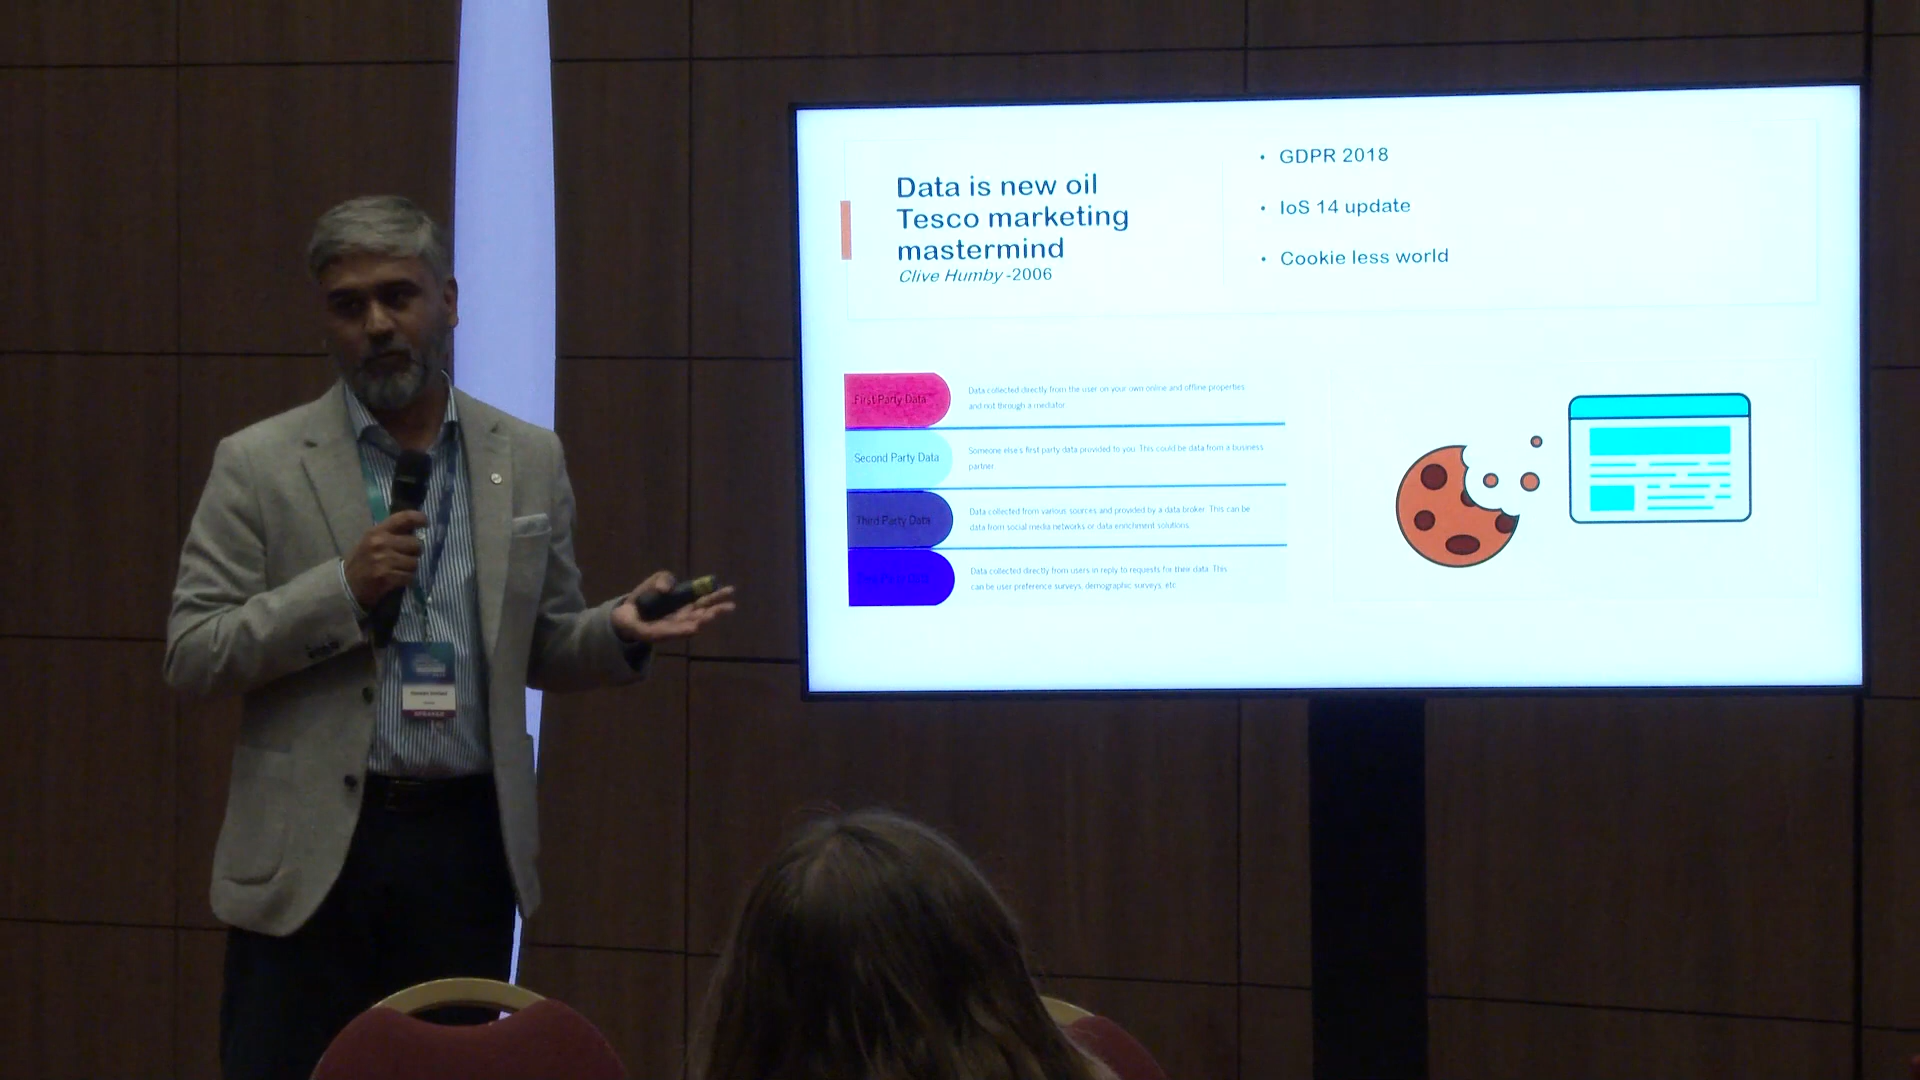 Data is new oil
Tesco marketing
mastermind
Clive Humby -2006
• GDPR 2018
• IoS 14 update
• Cookie less world
First Party Data
Data collected directly from the user on your own online and offline properties
and not through a mediator.
Second Party Data
Someone else's first party data provided to you. This could be data from a business
partner.
Third Party Data
Data collected from various sources and provided by a data broker. This can be
data from social media networks or data enrichment solutions.
Data collected directly from users in reply to requests for their data. This
can be user preference surveys, demographic surveys, etc.
SPEAKER